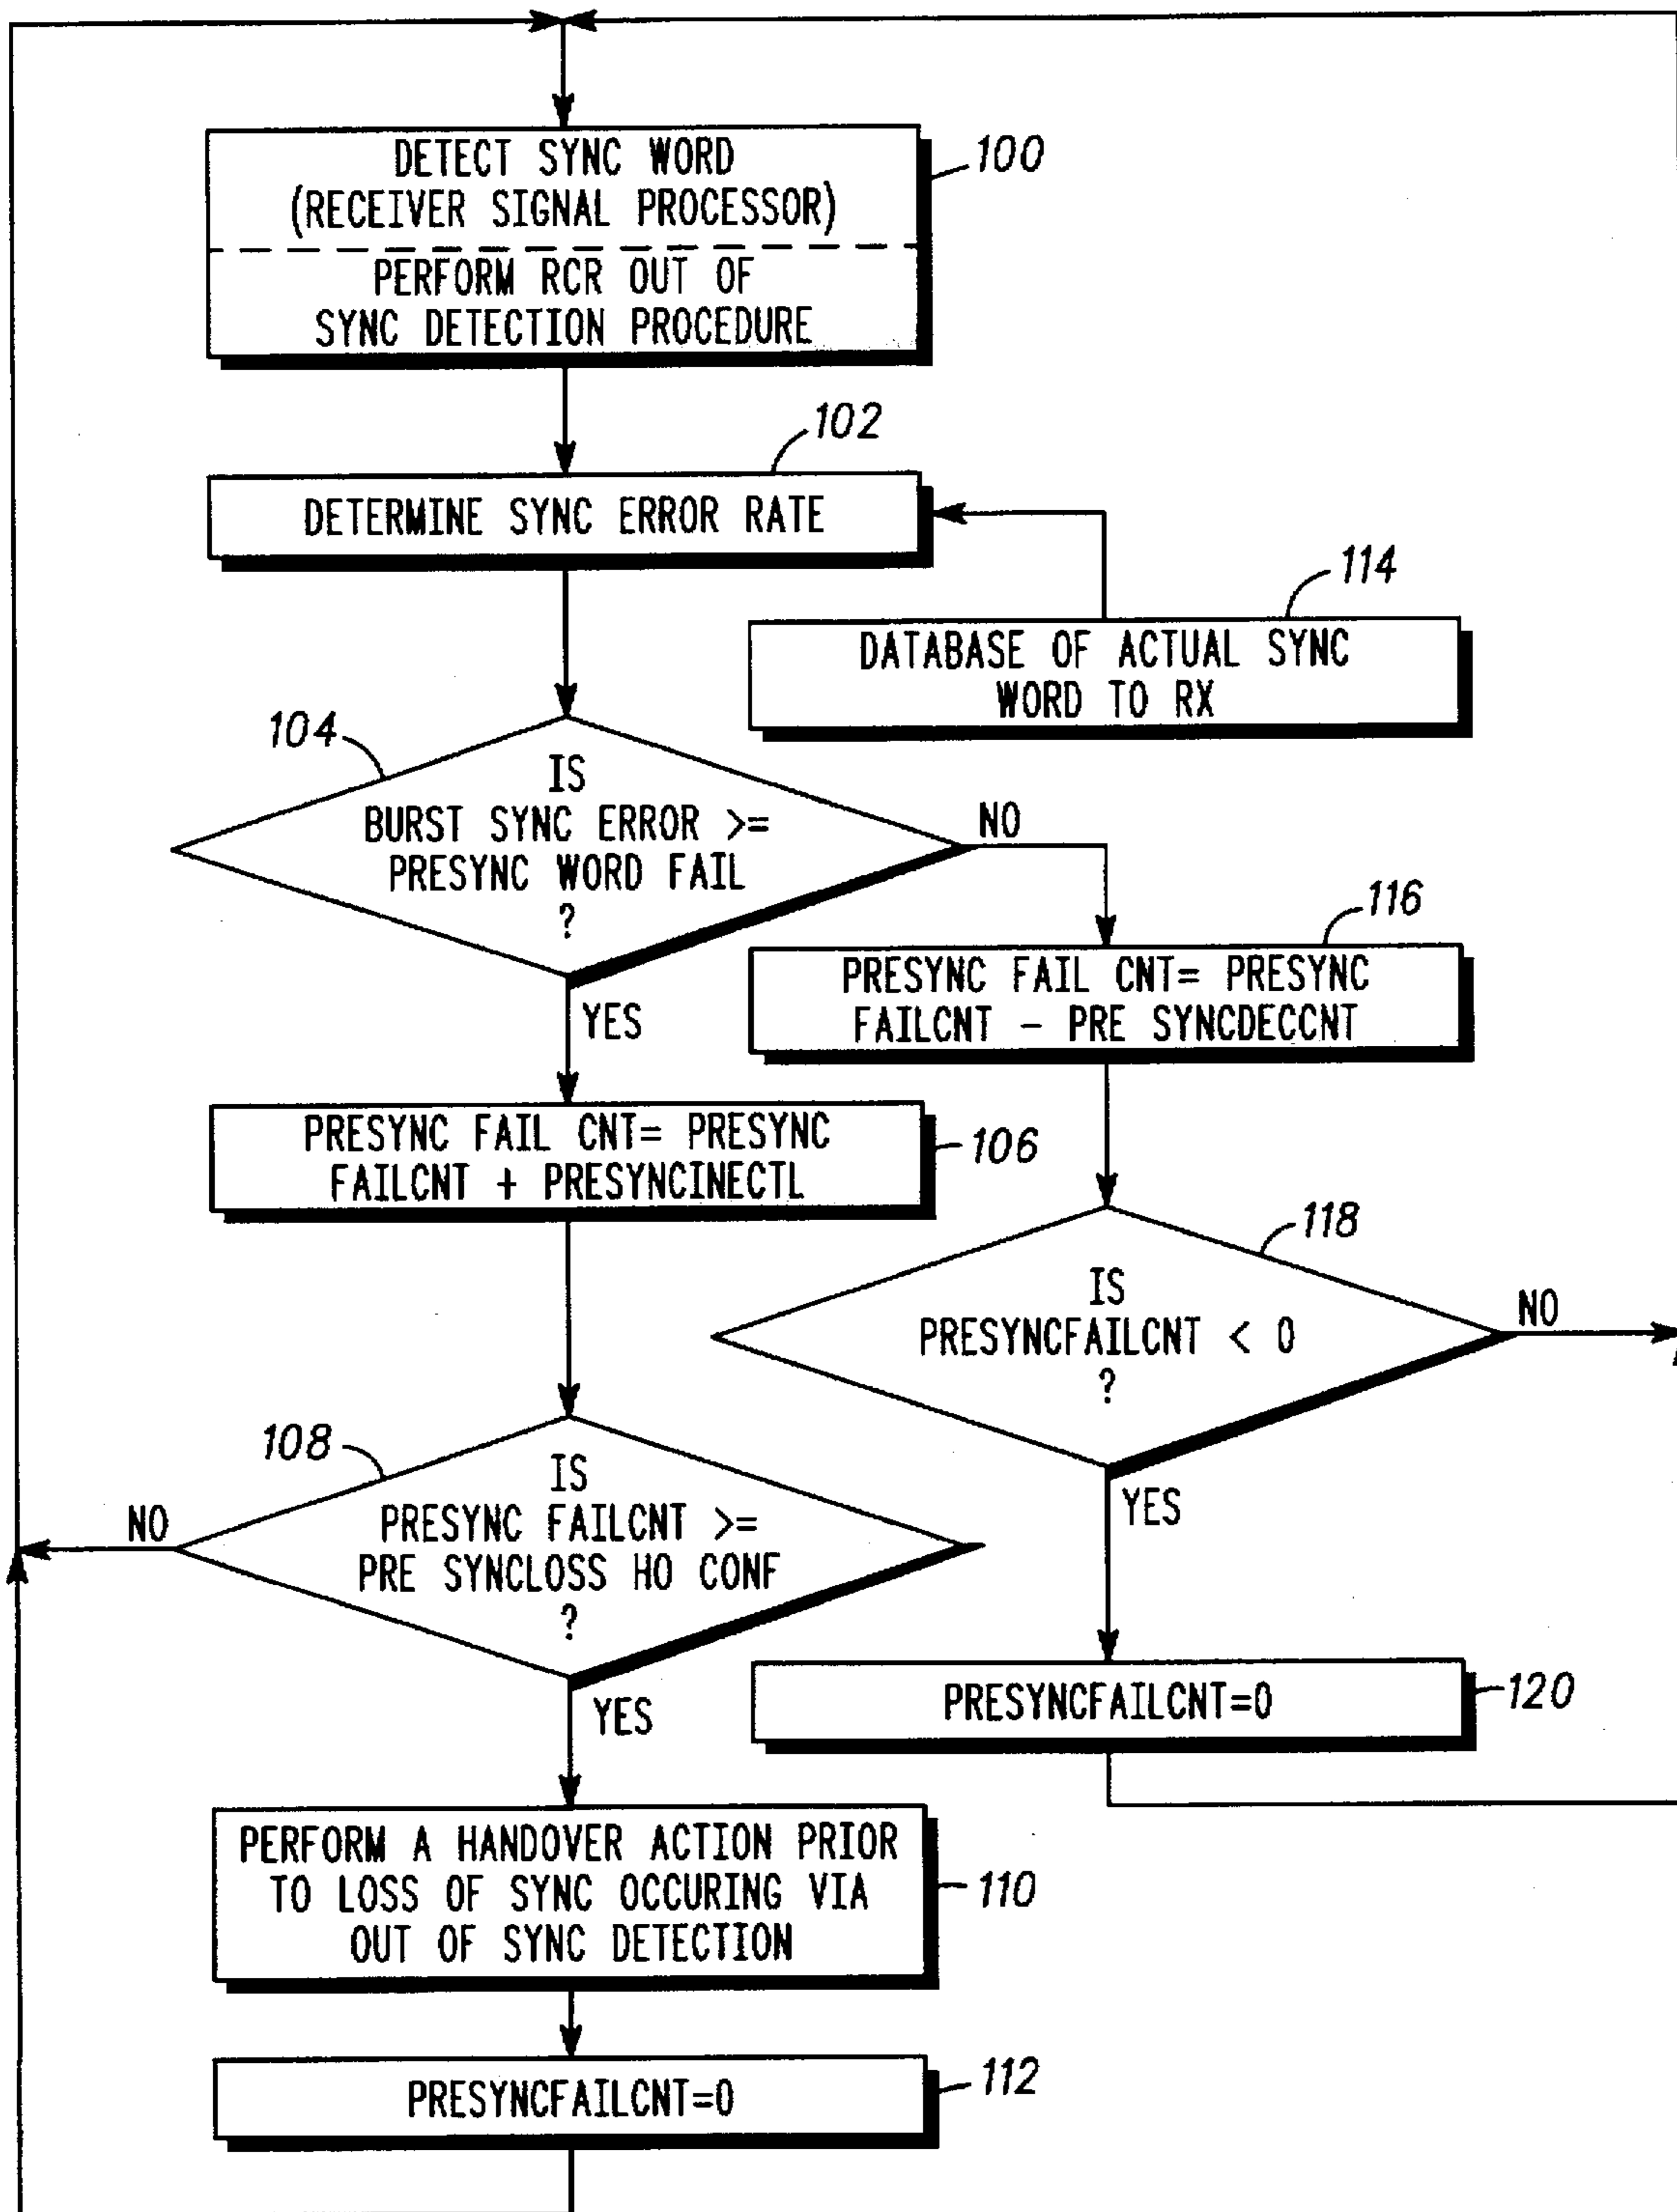 DETECT SYNC WORD
(RECEIVER SIGNAL PROCESSOR)
PERFORM RCR OUT OF
SYNC DETECTION PROCEDURE
100
102
DETERMINE SYNC ERROR RATE
114
DATABASE OF ACTUAL SYNC
WORD TO RX
104
IS
BURST SYNC ERROR >=
PRESYNC WORD FAIL
?
NO
YES
116
PRESYNC FAIL CNT= PRESYNC
FAILCNT - PRE SYNCDECCNT
PRESYNC FAIL CNT= PRESYNC
FAILCNT + PRESYNCINECTL
106
118
IS
PRESYNCFAILCNT < 0
?
NO
YES
108
IS
PRESYNC FAILCNT >=
PRE SYNCLOSS HO CONF
?
NO
YES
PRESYNCFAILCNT=0
120
PERFORM A HANDOVER ACTION PRIOR
TO LOSS OF SYNC OCCURING VIA
OUT OF SYNC DETECTION
110
PRESYNCFAILCNT=0
112